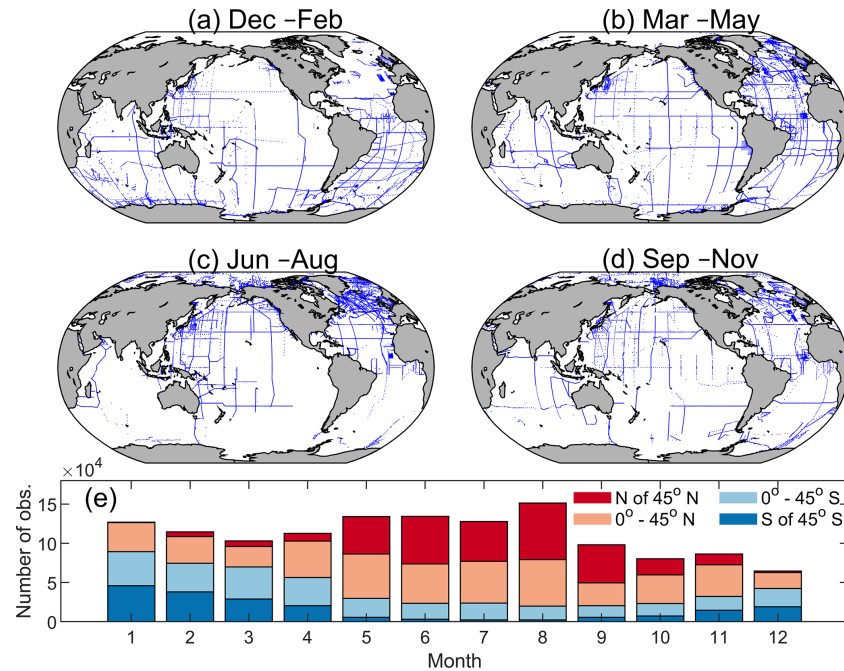 (a) Dec –Feb
(b) Mar –May
(c) Jun –Aug
(d) Sep –Nov
×10⁴
(e)
N of 45° N
0° - 45° S
0° - 45° N
S of 45° S
Number of obs.
15
10
5
0
1 2 3 4 5 6 7 8 9 10 11 12
Month